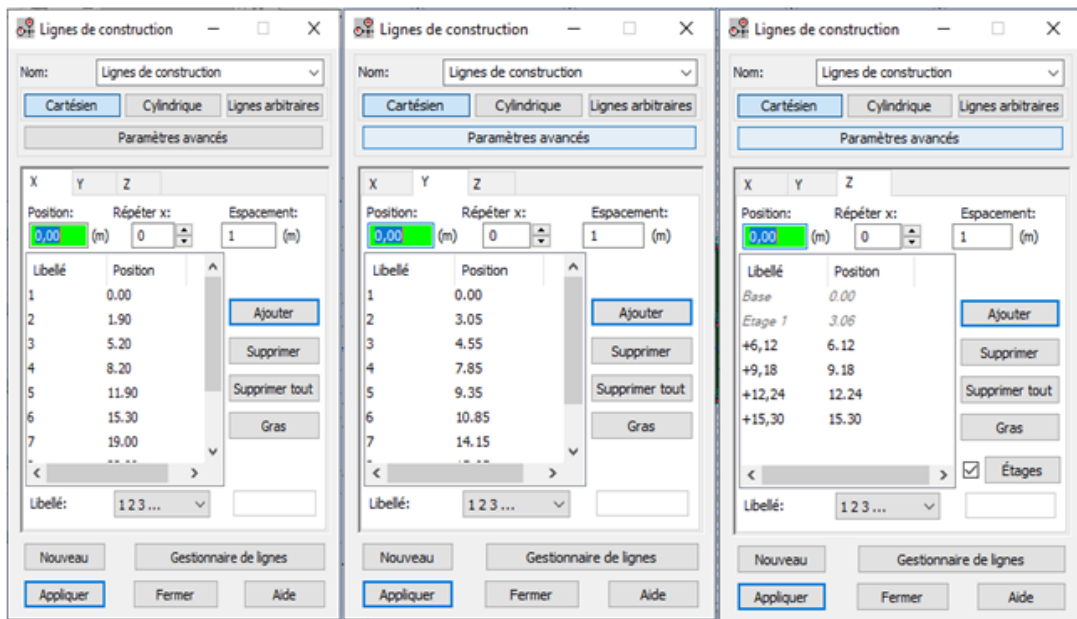 Lignes de construction
Nom: Lignes de construction
Cartésien Cylindrique Lignes arbitraires
Paramètres avancés
X Y Z
Position: Répéter x: Espacement:
0,00 (m) 0 1 (m)
Libellé Position
1 0.00
2 1.90
3 5.20
4 8.20
5 11.90
6 15.30
7 19.00
Ajouter
Supprimer
Supprimer tout
Gras
Libellé: 1 2 3 ...
Nouveau Gestionnaire de lignes
Appliquer Fermer Aide
Lignes de construction
Nom: Lignes de construction
Cartésien Cylindrique Lignes arbitraires
Paramètres avancés
X Y Z
Position: Répéter x: Espacement:
0,00 (m) 0 1 (m)
Libellé Position
1 0.00
2 3.05
3 4.55
4 7.85
5 9.35
6 10.85
7 14.15
Ajouter
Supprimer
Supprimer tout
Gras
Libellé: 1 2 3 ...
Nouveau Gestionnaire de lignes
Appliquer Fermer Aide
Lignes de construction
Nom: Lignes de construction
Cartésien Cylindrique Lignes arbitraires
Paramètres avancés
X Y Z
Position: Répéter x: Espacement:
0,00 (m) 0 1 (m)
Libellé Position
Base 0.00
Etage 1 3.06
+6,12 6.12
+9,18 9.18
+12,24 12.24
+15,30 15.30
Ajouter
Supprimer
Supprimer tout
Gras
Étages
Libellé: 1 2 3 ...
Nouveau Gestionnaire de lignes
Appliquer Fermer Aide